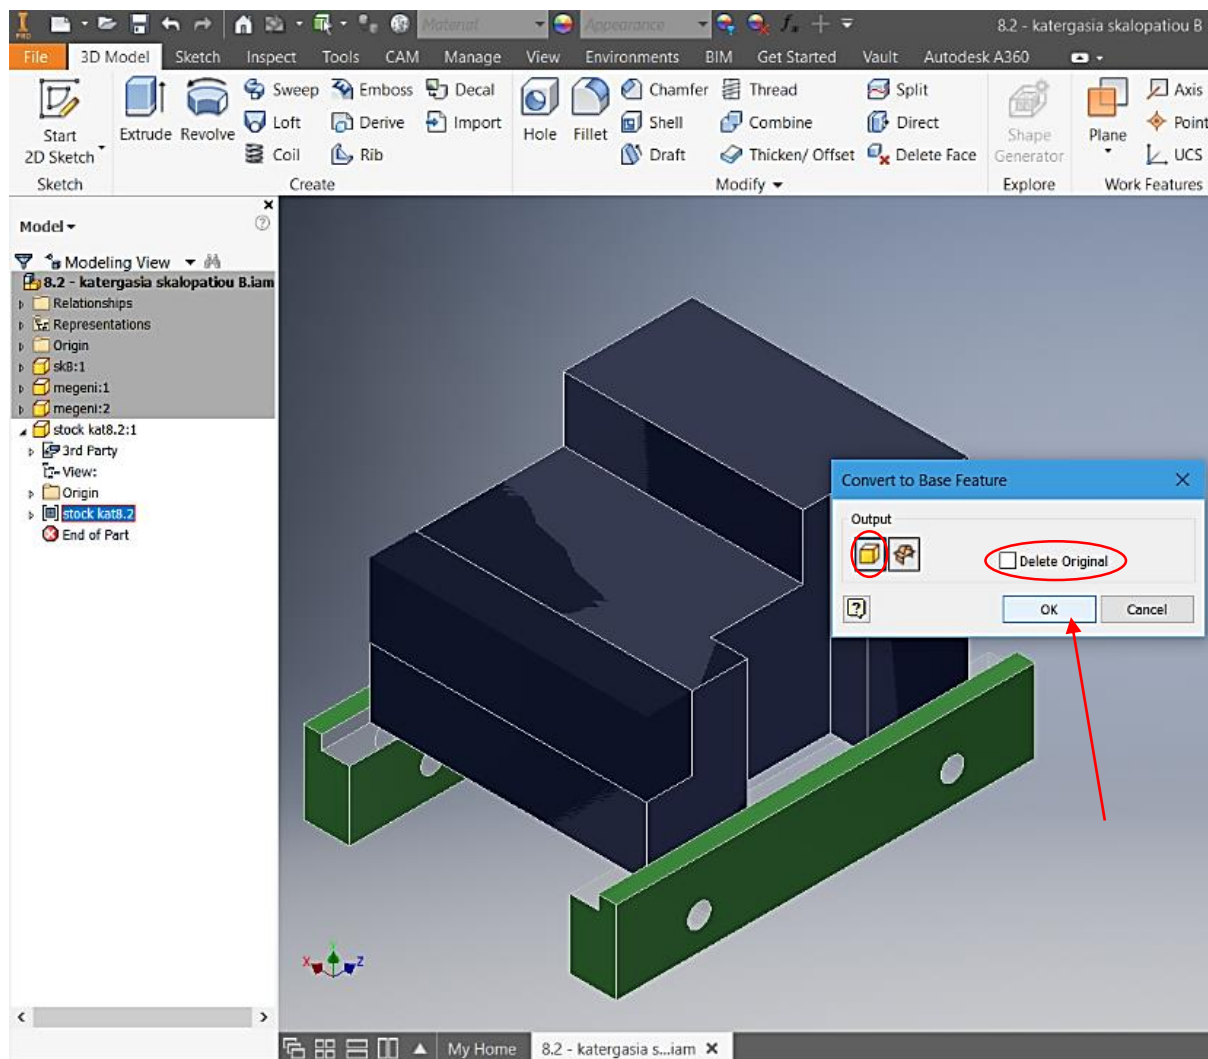 PRO
Material
Appearance
8.2 - katergasia skalopatiou B
File 3D Model Sketch Inspect Tools CAM Manage View Environments BIM Get Started Vault Autodesk A360
Sweep Emboss Decal Chamfer Thread Split Axis
Start 2D Sketch
Extrude Revolve Loft Derive Import Hole Fillet Shell Combine Direct Shape Generator Plane Point
Coil Rib Draft Thicken/ Offset Delete Face UCS
Sketch Create Modify Explore Work Features
Model
Modeling View
8.2 - katergasia skalopatiou B.iam
Relationships
Representations
Origin
skB:1
megeni:1
megeni:2
stock kat8.2:1
3rd Party
View:
Origin
stock kat8.2
End of Part
Convert to Base Feature
Output
Delete Original
OK Cancel
X Y Z
My Home 8.2 - katergasia s...iam